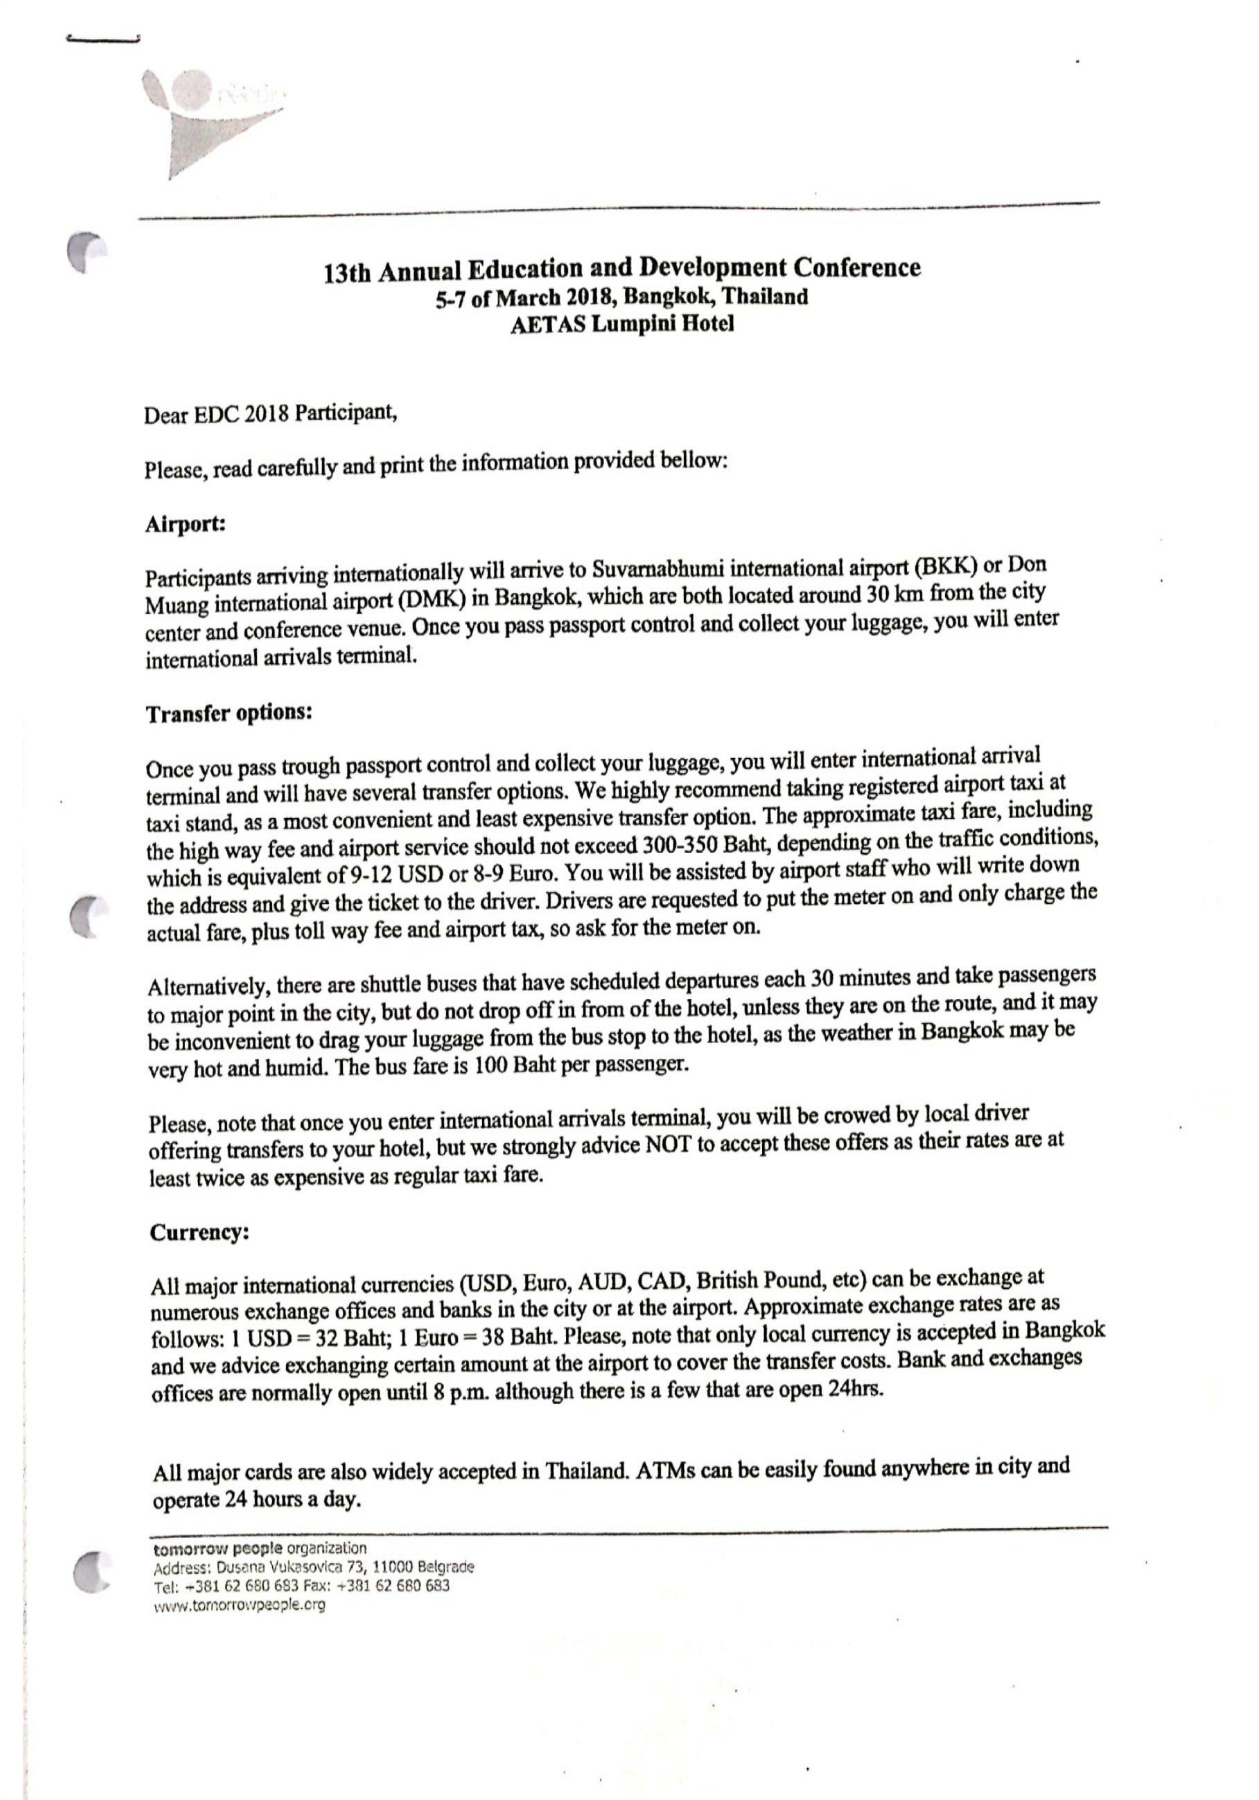 13th Annual Education and Development Conference
5-7 of March 2018, Bangkok, Thailand
AETAS Lumpini Hotel
Dear EDC 2018 Participant,
Please, read carefully and print the information provided bellow:
Airport:
Participants arriving internationally will arrive to Suvarnabhumi international airport (BKK) or Don
Muang international airport (DMK) in Bangkok, which are both located around 30 km from the city
center and conference venue. Once you pass passport control and collect your luggage, you will enter
international arrivals terminal.
Transfer options:
Once you pass trough passport control and collect your luggage, you will enter international arrival
terminal and will have several transfer options. We highly recommend taking registered airport taxi at
taxi stand, as a most convenient and least expensive transfer option. The approximate taxi fare, including
the high way fee and airport service should not exceed 300-350 Baht, depending on the traffic conditions,
which is equivalent of 9-12 USD or 8-9 Euro. You will be assisted by airport staff who will write down
the address and give the ticket to the driver. Drivers are requested to put the meter on and only charge the
actual fare, plus toll way fee and airport tax, so ask for the meter on.
Alternatively, there are shuttle buses that have scheduled departures each 30 minutes and take passengers
to major point in the city, but do not drop off in from of the hotel, unless they are on the route, and it may
be inconvenient to drag your luggage from the bus stop to the hotel, as the weather in Bangkok may be
very hot and humid. The bus fare is 100 Baht per passenger.
Please, note that once you enter international arrivals terminal, you will be crowed by local driver
offering transfers to your hotel, but we strongly advice NOT to accept these offers as their rates are at
least twice as expensive as regular taxi fare.
Currency:
All major international currencies (USD, Euro, AUD, CAD, British Pound, etc) can be exchange at
numerous exchange offices and banks in the city or at the airport. Approximate exchange rates are as
follows: 1 USD = 32 Baht; 1 Euro = 38 Baht. Please, note that only local currency is accepted in Bangkok
and we advice exchanging certain amount at the airport to cover the transfer costs. Bank and exchanges
offices are normally open until 8 p.m. although there is a few that are open 24hrs.
All major cards are also widely accepted in Thailand. ATMs can be easily found anywhere in city and
operate 24 hours a day.
tomorrow people organization
Address: Dusana Vukasovica 73, 11000 Belgrade
Tel: +381 62 680 683 Fax: +381 62 680 683
www.tomorrowpeople.org